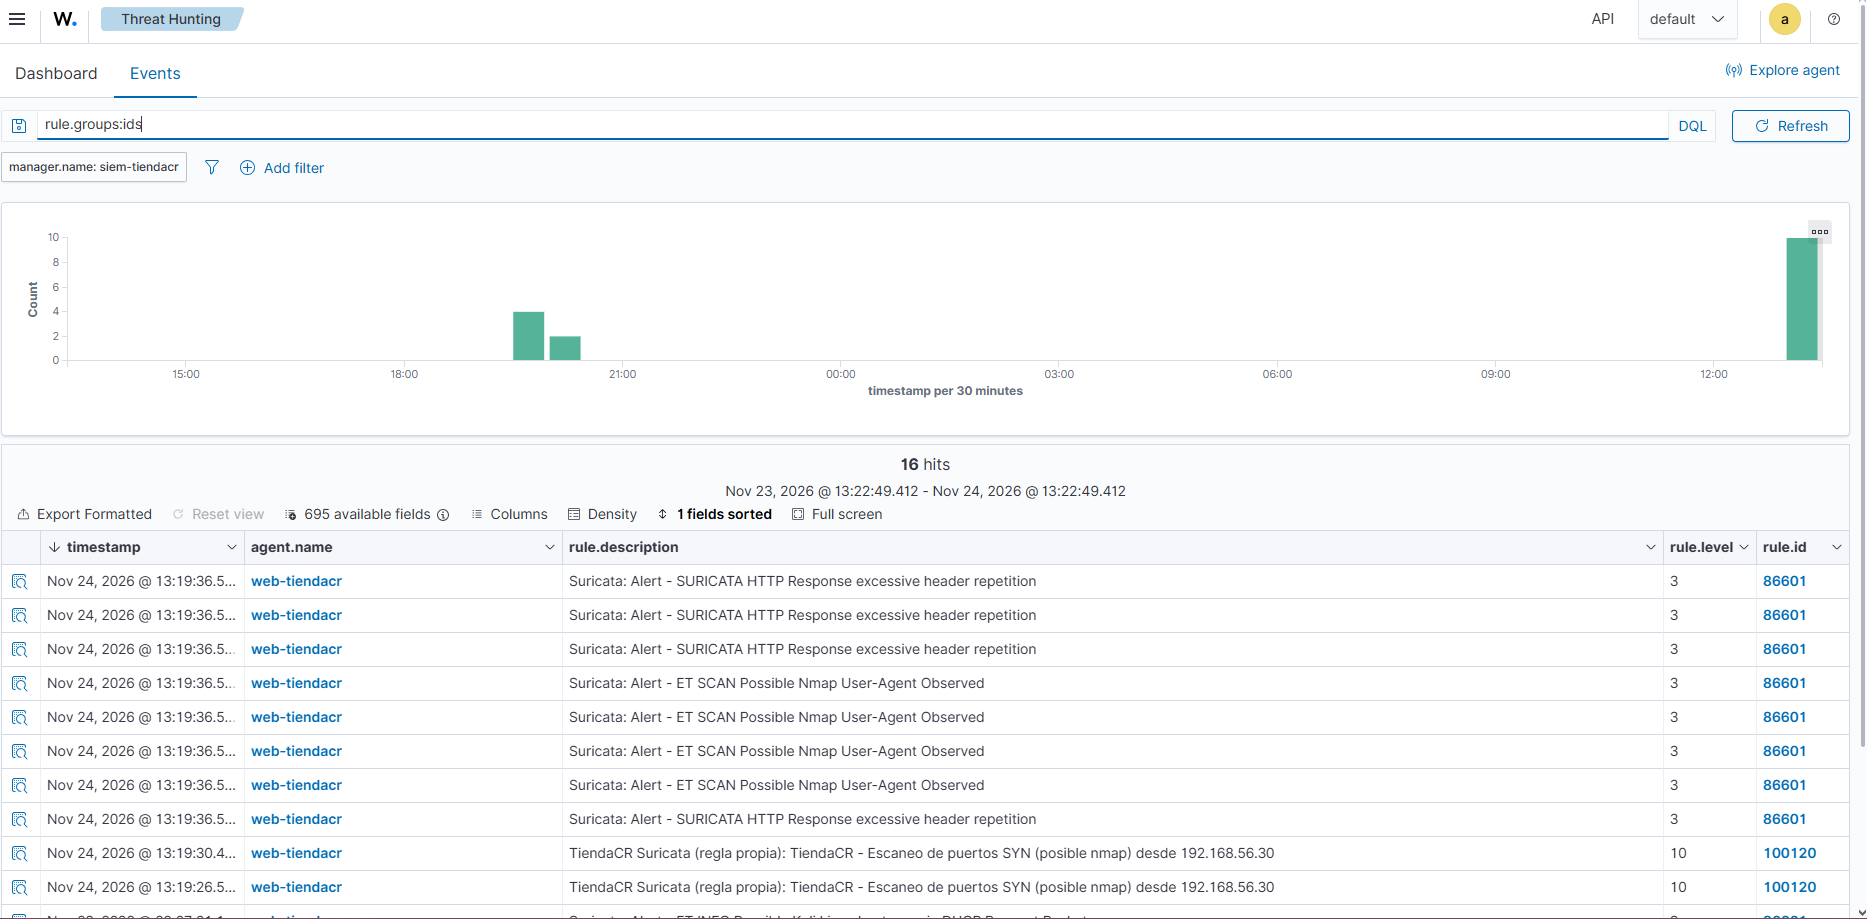 W. Threat Hunting API default a
Dashboard Events Explore agent
rule.groups:ids DQL Refresh
manager.name: siem-tiendacr Add filter
10
8
6
4
2
0
Count
15:00 18:00 21:00 00:00 03:00 06:00 09:00 12:00
timestamp per 30 minutes
16 hits
Nov 23, 2026 @ 13:22:49.412 - Nov 24, 2026 @ 13:22:49.412
Export Formatted Reset view 695 available fields Columns Density 1 fields sorted Full screen
timestamp agent.name rule.description rule.level rule.id
Nov 24, 2026 @ 13:19:36.5... web-tiendacr Suricata: Alert - SURICATA HTTP Response excessive header repetition 3 86601
Nov 24, 2026 @ 13:19:36.5... web-tiendacr Suricata: Alert - SURICATA HTTP Response excessive header repetition 3 86601
Nov 24, 2026 @ 13:19:36.5... web-tiendacr Suricata: Alert - SURICATA HTTP Response excessive header repetition 3 86601
Nov 24, 2026 @ 13:19:36.5... web-tiendacr Suricata: Alert - ET SCAN Possible Nmap User-Agent Observed 3 86601
Nov 24, 2026 @ 13:19:36.5... web-tiendacr Suricata: Alert - ET SCAN Possible Nmap User-Agent Observed 3 86601
Nov 24, 2026 @ 13:19:36.5... web-tiendacr Suricata: Alert - ET SCAN Possible Nmap User-Agent Observed 3 86601
Nov 24, 2026 @ 13:19:36.5... web-tiendacr Suricata: Alert - ET SCAN Possible Nmap User-Agent Observed 3 86601
Nov 24, 2026 @ 13:19:36.5... web-tiendacr Suricata: Alert - SURICATA HTTP Response excessive header repetition 3 86601
Nov 24, 2026 @ 13:19:30.4... web-tiendacr TiendaCR Suricata (regla propia): TiendaCR - Escaneo de puertos SYN (posible nmap) desde 192.168.56.30 10 100120
Nov 24, 2026 @ 13:19:26.5... web-tiendacr TiendaCR Suricata (regla propia): TiendaCR - Escaneo de puertos SYN (posible nmap) desde 192.168.56.30 10 100120